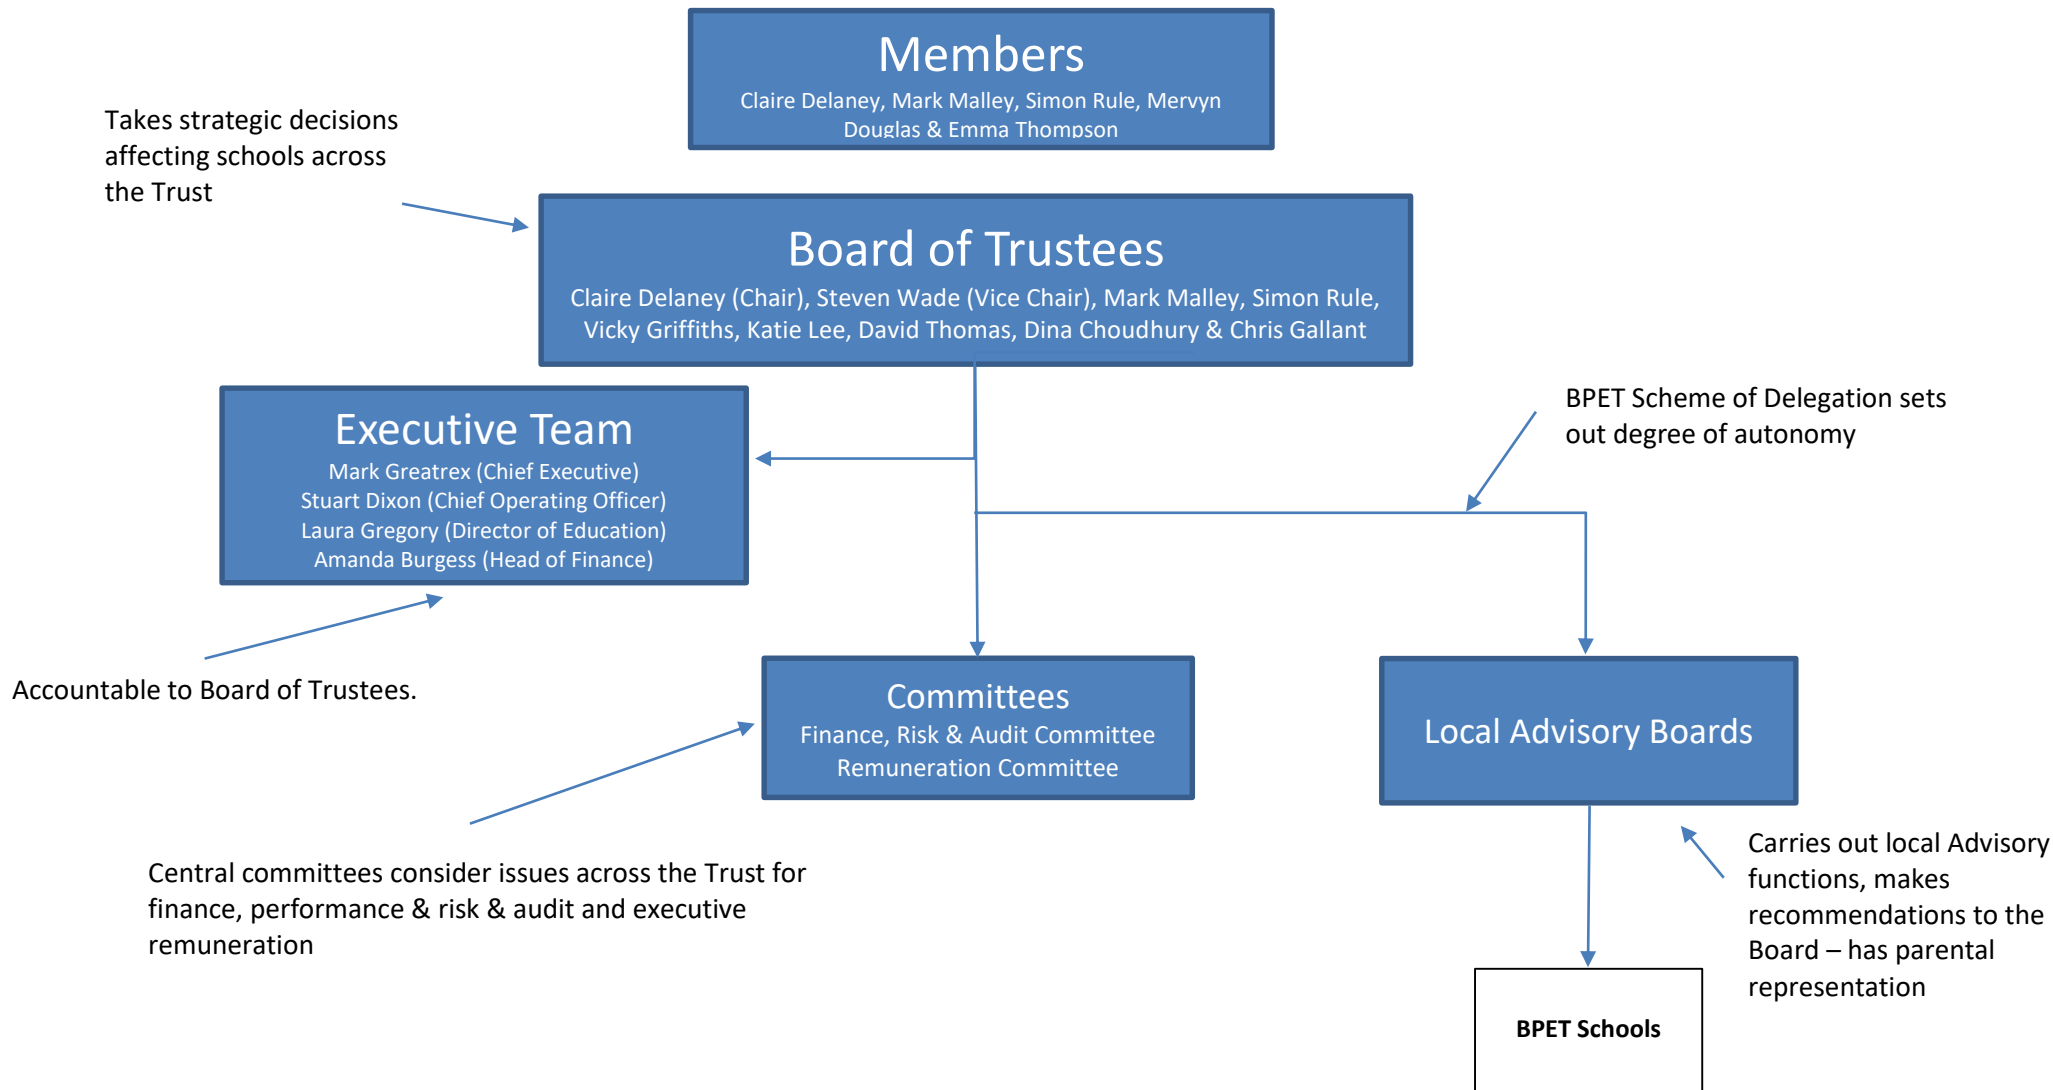 Members
Claire Delaney, Mark Malley, Simon Rule, Mervyn
Douglas & Emma Thompson
Takes strategic decisions
affecting schools across
the Trust
Board of Trustees
Claire Delaney (Chair), Steven Wade (Vice Chair), Mark Malley, Simon Rule,
Vicky Griffiths, Katie Lee, David Thomas, Dina Choudhury & Chris Gallant
Executive Team
Mark Greatrex (Chief Executive)
Stuart Dixon (Chief Operating Officer)
Laura Gregory (Director of Education)
Amanda Burgess (Head of Finance)
BPET Scheme of Delegation sets
out degree of autonomy
Accountable to Board of Trustees.
Committees
Finance, Risk & Audit Committee
Remuneration Committee
Local Advisory Boards
Central committees consider issues across the Trust for
finance, performance & risk & audit and executive
remuneration
Carries out local Advisory
functions, makes
recommendations to the
Board – has parental
representation
BPET Schools